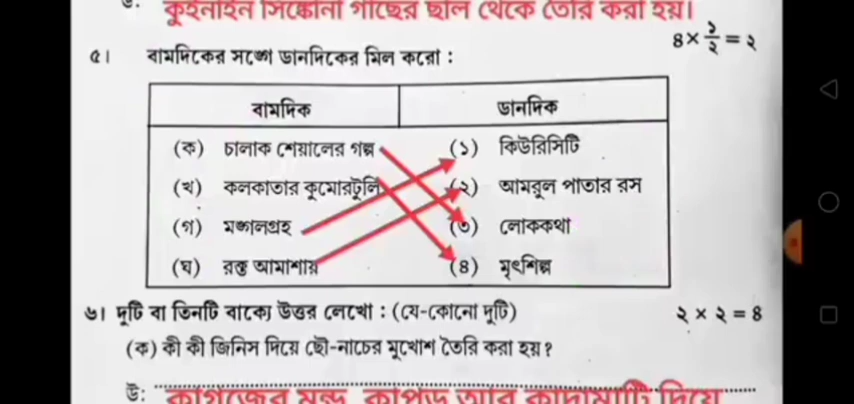 উ: কুইনাইন সিঙ্কোনা গাছের ছাল থেকে তৈরি করা হয়।
৫। বামদিকের সঙ্গে ডানদিকের মিল করো : ৪ × ১/২ = ২
বামদিক ডানদিক
(ক) চালাক শেয়ালের গল্প (১) কিউরিসিটি
(খ) কলকাতার কুমোরটুলি (২) আমরুল পাতার রস
(গ) মঙ্গলগ্রহ (৩) লোককথা
(ঘ) রক্ত আমাশায় (৪) মৃৎশিল্প
৬। দুটি বা তিনটি বাক্যে উত্তর লেখো : (যে-কোনো দুটি) ২ × ২ = ৪
(ক) কী কী জিনিস দিয়ে ছৌ-নাচের মুখোশ তৈরি করা হয়?
উ: কাগজের মন্ড, কাপড় আর কাদামাটি দিয়ে